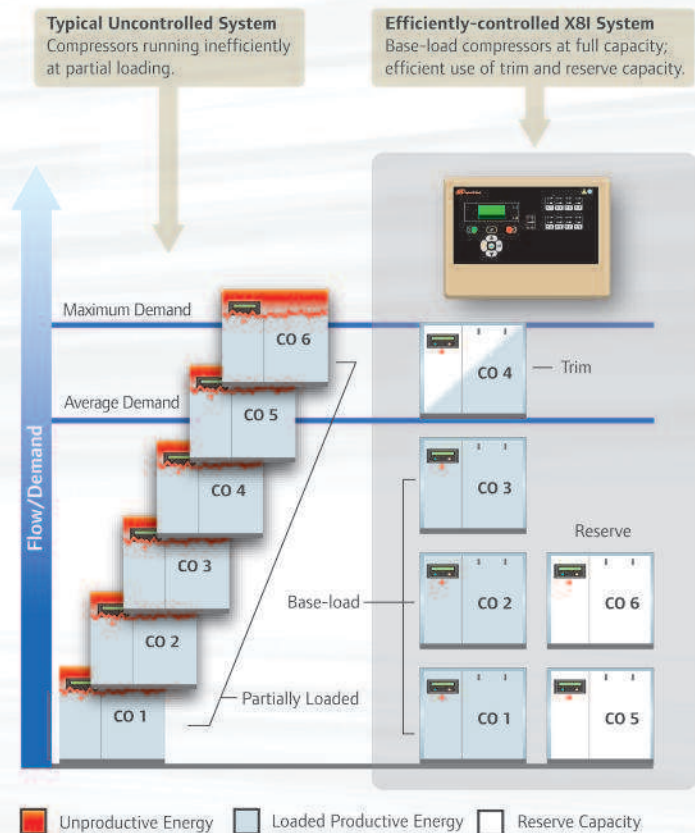 Typical Uncontrolled System
Compressors running inefficiently
at partial loading.
Efficiently-controlled X8I System
Base-load compressors at full capacity;
efficient use of trim and reserve capacity.
Flow/Demand
Maximum Demand
Average Demand
CO 6
CO 5
CO 4
CO 3
CO 2
CO 1
Partially Loaded
CO 4
Trim
CO 3
Base-load
CO 2
CO 1
Reserve
CO 6
CO 5
Unproductive Energy
Loaded Productive Energy
Reserve Capacity